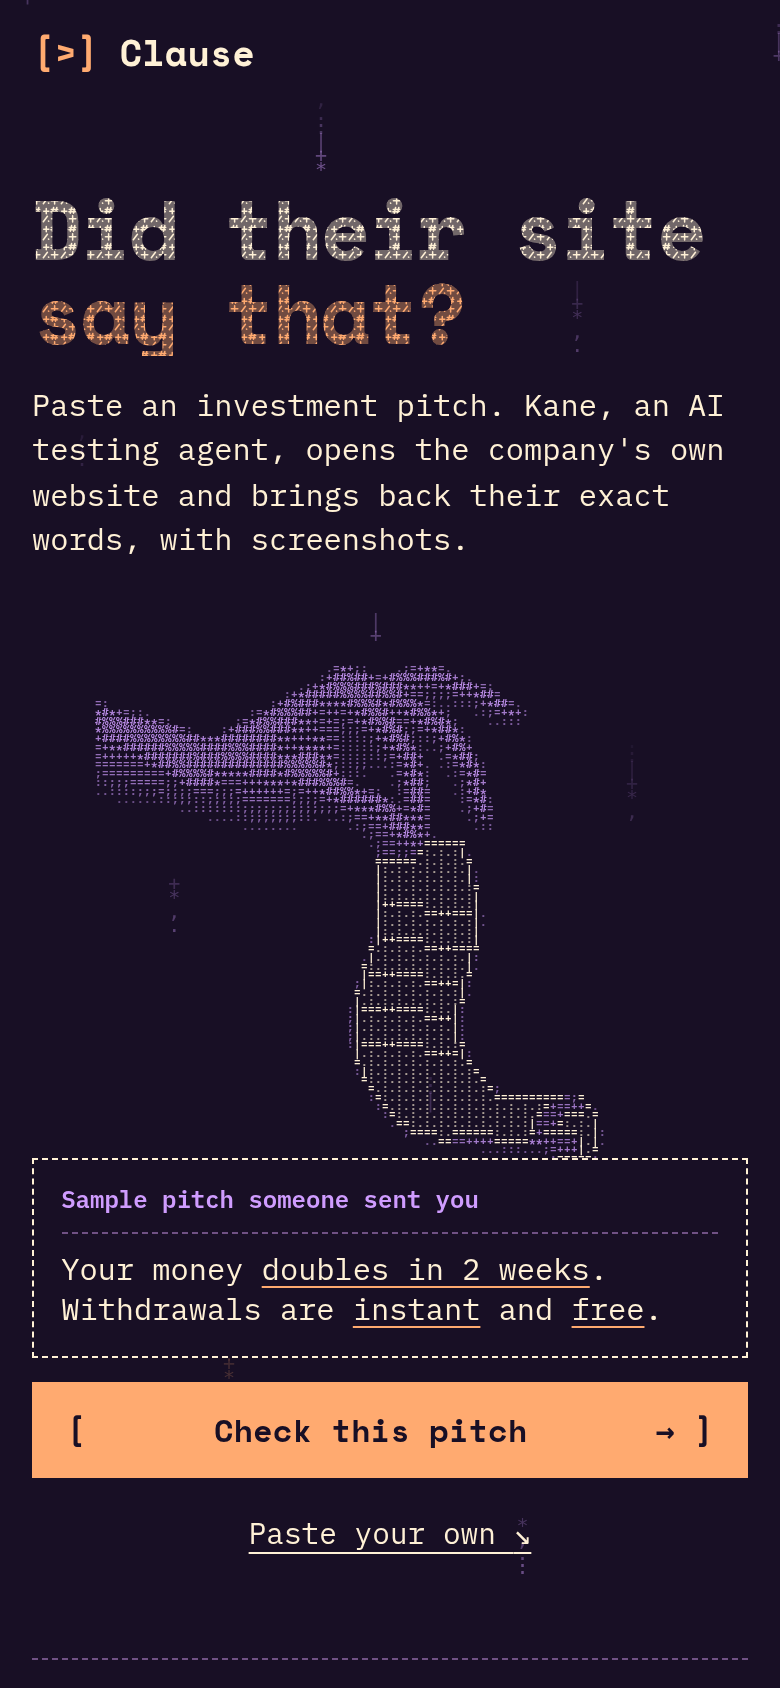 [>] Clause
Did their site
say that?
Paste an investment pitch. Kane, an AI
testing agent, opens the company's own
website and brings back their exact
words, with screenshots.
Sample pitch someone sent you
Your money doubles in 2 weeks.
Withdrawals are instant and free.
[ Check this pitch → ]
Paste your own ↘